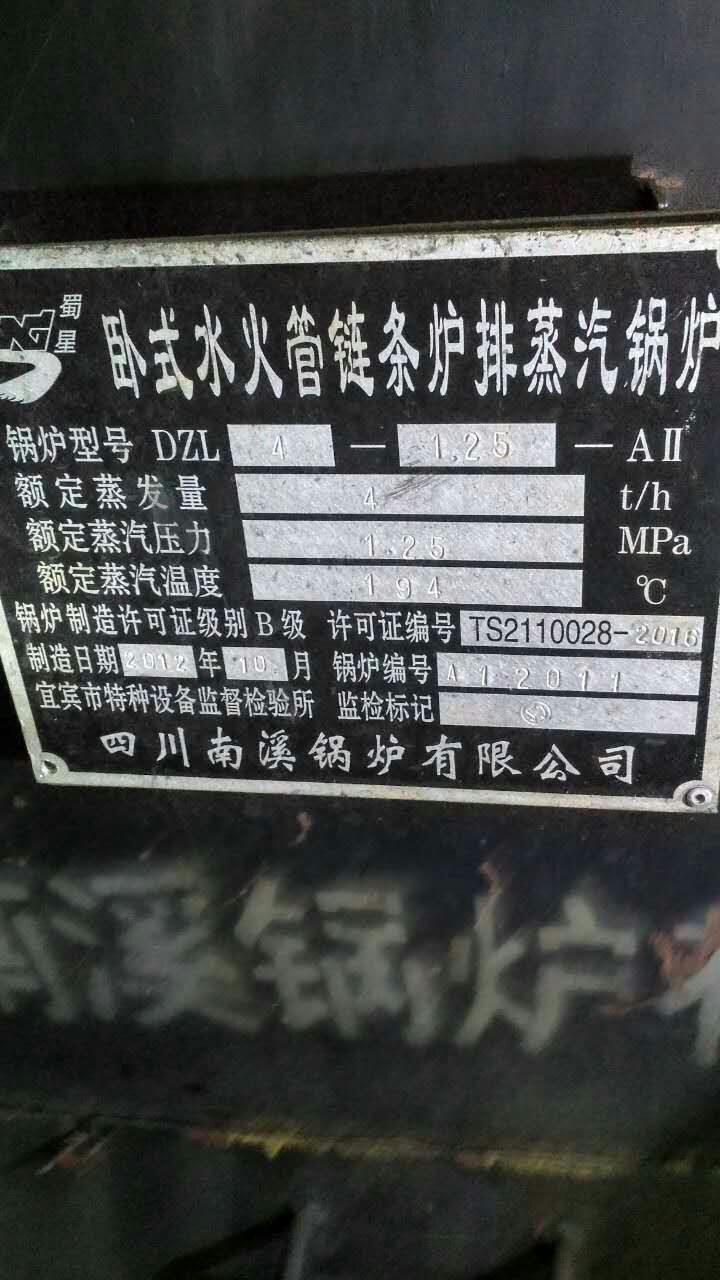 蜀星
卧式水火管链条炉排蒸汽锅炉
锅炉型号 DZL 4 — 1.25 — AⅡ
额定蒸发量 4 t/h
额定蒸汽压力 1.25 MPa
额定蒸汽温度 194 ℃
锅炉制造许可证级别 B 级 许可证编号 TS2110028-2016
制造日期 2012 年 10 月 锅炉编号 A12011
宜宾市特种设备监督检验所 监检标记
四川南溪锅炉有限公司
南溪锅炉有